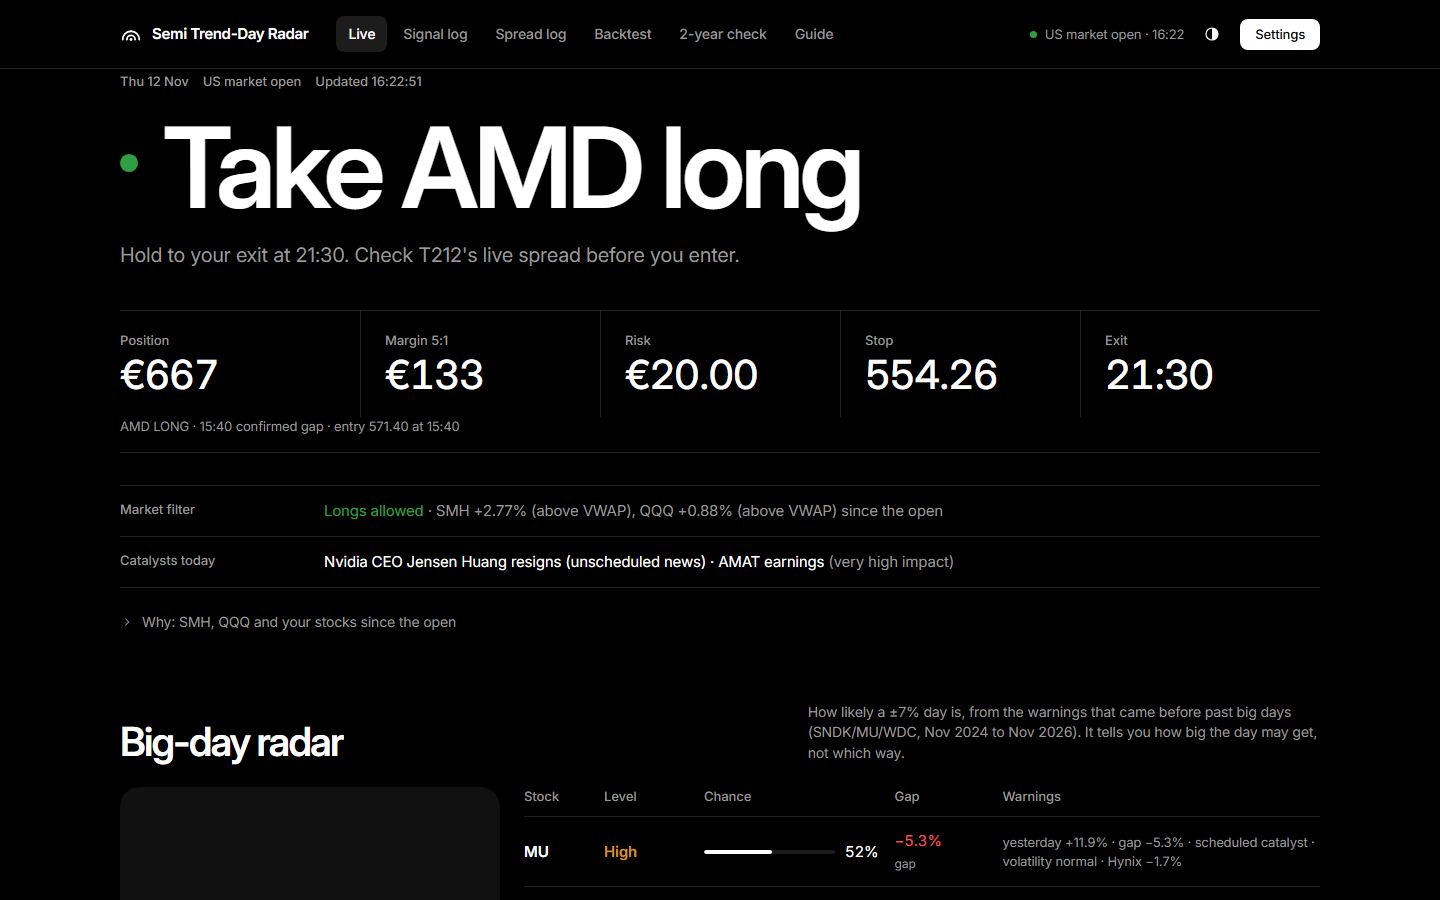 Semi Trend-Day Radar Live Signal log Spread log Backtest 2-year check Guide US market open · 16:22 Settings
Thu 12 Nov US market open Updated 16:22:51
Take AMD long
Hold to your exit at 21:30. Check T212's live spread before you enter.
Position Margin 5:1 Risk Stop Exit
€667 €133 €20.00 554.26 21:30
AMD LONG · 15:40 confirmed gap · entry 571.40 at 15:40
Market filter Longs allowed · SMH +2.77% (above VWAP), QQQ +0.88% (above VWAP) since the open
Catalysts today Nvidia CEO Jensen Huang resigns (unscheduled news) · AMAT earnings (very high impact)
Why: SMH, QQQ and your stocks since the open
Big-day radar
How likely a ±7% day is, from the warnings that came before past big days
(SNDK/MU/WDC, Nov 2024 to Nov 2026). It tells you how big the day may get,
not which way.
Stock Level Chance Gap Warnings
MU High 52% −5.3% gap
yesterday +11.9% · gap −5.3% · scheduled catalyst ·
volatility normal · Hynix −1.7%